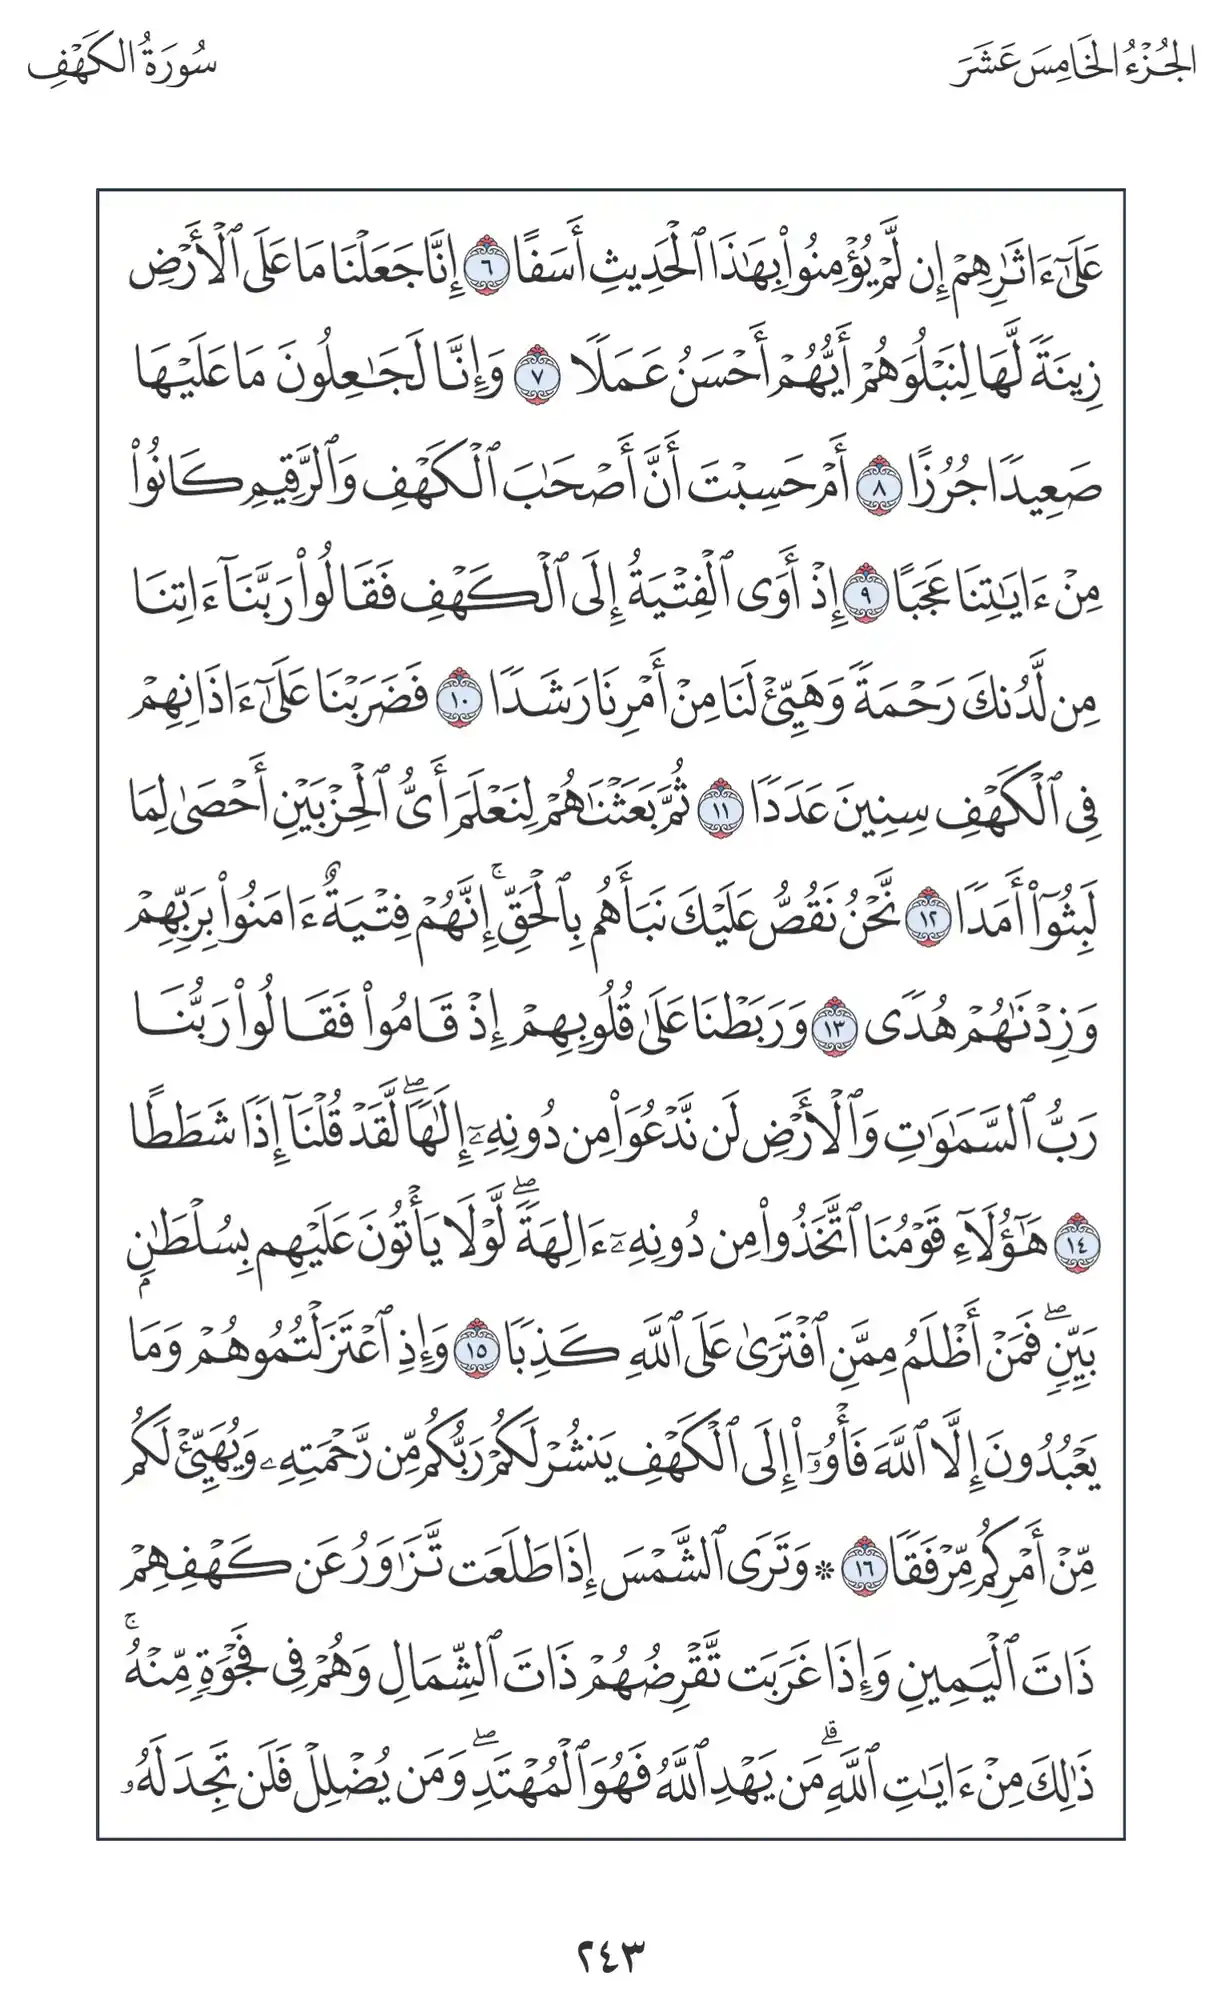 الجُزْءُ الخَامِسَ عَشَرَ
سُورَةُ الكَهْفِ
عَلَىٰٓ ءَاثَٰرِهِمْ إِن لَّمْ يُؤْمِنُوا۟ بِهَٰذَا ٱلْحَدِيثِ أَسَفًا ٦ إِنَّا جَعَلْنَا مَا عَلَى ٱلْأَرْضِ
زِينَةً لَّهَا لِنَبْلُوَهُمْ أَيُّهُمْ أَحْسَنُ عَمَلًا ٧ وَإِنَّا لَجَٰعِلُونَ مَا عَلَيْهَا
صَعِيدًا جُرُزًا ٨ أَمْ حَسِبْتَ أَنَّ أَصْحَٰبَ ٱلْكَهْفِ وَٱلرَّقِيمِ كَانُوا۟
مِنْ ءَايَٰتِنَا عَجَبًا ٩ إِذْ أَوَى ٱلْفِتْيَةُ إِلَى ٱلْكَهْفِ فَقَالُوا۟ رَبَّنَآ ءَاتِنَا
مِن لَّدُنكَ رَحْمَةً وَهَيِّئْ لَنَا مِنْ أَمْرِنَا رَشَدًا ١٠ فَضَرَبْنَا عَلَىٰٓ ءَاذَانِهِمْ
فِى ٱلْكَهْفِ سِنِينَ عَدَدًا ١١ ثُمَّ بَعَثْنَٰهُمْ لِنَعْلَمَ أَىُّ ٱلْحِزْبَيْنِ أَحْصَىٰ لِمَا
لَبِثُوٓا۟ أَمَدًا ١٢ نَّحْنُ نَقُصُّ عَلَيْكَ نَبَأَهُم بِٱلْحَقِّ ۚ إِنَّهُمْ فِتْيَةٌ ءَامَنُوا۟ بِرَبِّهِمْ
وَزِدْنَٰهُمْ هُدًى ١٣ وَرَبَطْنَا عَلَىٰ قُلُوبِهِمْ إِذْ قَامُوا۟ فَقَالُوا۟ رَبُّنَا
رَبُّ ٱلسَّمَٰوَٰتِ وَٱلْأَرْضِ لَن نَّدْعُوَا۟ مِن دُونِهِۦٓ إِلَٰهًا ۖ لَّقَدْ قُلْنَآ إِذًا شَطَطًا
١٤ هَٰٓؤُلَآءِ قَوْمُنَا ٱتَّخَذُوا۟ مِن دُونِهِۦٓ ءَالِهَةً ۖ لَّوْلَا يَأْتُونَ عَلَيْهِم بِسُلْطَٰنٍۭ
بَيِّنٍ ۖ فَمَنْ أَظْلَمُ مِمَّنِ ٱفْتَرَىٰ عَلَى ٱللَّهِ كَذِبًا ١٥ وَإِذِ ٱعْتَزَلْتُمُوهُمْ وَمَا
يَعْبُدُونَ إِلَّا ٱللَّهَ فَأْوُۥٓا۟ إِلَى ٱلْكَهْفِ يَنشُرْ لَكُمْ رَبُّكُم مِّن رَّحْمَتِهِۦ وَيُهَيِّئْ لَكُم
مِّنْ أَمْرِكُم مِّرْفَقًا ١٦ * وَتَرَى ٱلشَّمْسَ إِذَا طَلَعَت تَّزَٰوَرُ عَن كَهْفِهِمْ
ذَاتَ ٱلْيَمِينِ وَإِذَا غَرَبَت تَّقْرِضُهُمْ ذَاتَ ٱلشِّمَالِ وَهُمْ فِى فَجْوَةٍ مِّنْهُ ۚ
ذَٰلِكَ مِنْ ءَايَٰتِ ٱللَّهِ ۗ مَن يَهْدِ ٱللَّهُ فَهُوَ ٱلْمُهْتَدِ ۖ وَمَن يُضْلِلْ فَلَن تَجِدَ لَهُۥ
٢٤٣